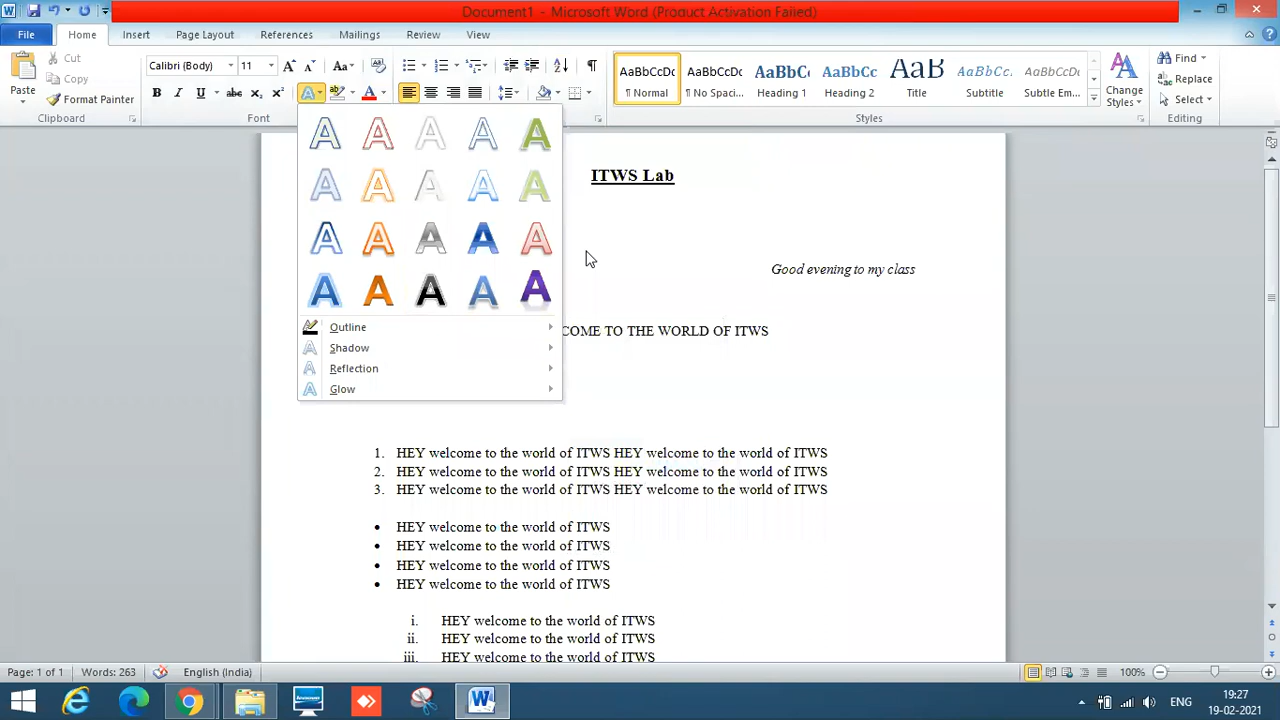 Document1 - Microsoft Word (Product Activation Failed)
File Home Insert Page Layout References Mailings Review View
Paste
Cut
Copy
Format Painter
Clipboard
Calibri (Body) 11
Font
AaBbCcDc AaBbCcDc AaBbCc AaBbCc AaB AaBbCcDc AaBbCcDc
¶ Normal ¶ No Spaci... Heading 1 Heading 2 Title Subtitle Subtle Em...
Change Styles
Styles
Find
Replace
Select
Editing
Outline
Shadow
Reflection
Glow
ITWS Lab
Good evening to my class
COME TO THE WORLD OF ITWS
1. HEY welcome to the world of ITWS HEY welcome to the world of ITWS
2. HEY welcome to the world of ITWS HEY welcome to the world of ITWS
3. HEY welcome to the world of ITWS HEY welcome to the world of ITWS
• HEY welcome to the world of ITWS
• HEY welcome to the world of ITWS
• HEY welcome to the world of ITWS
• HEY welcome to the world of ITWS
i. HEY welcome to the world of ITWS
ii. HEY welcome to the world of ITWS
iii. HEY welcome to the world of ITWS
Page: 1 of 1 Words: 263 English (India) 100%
ENG 19:27
19-02-2021